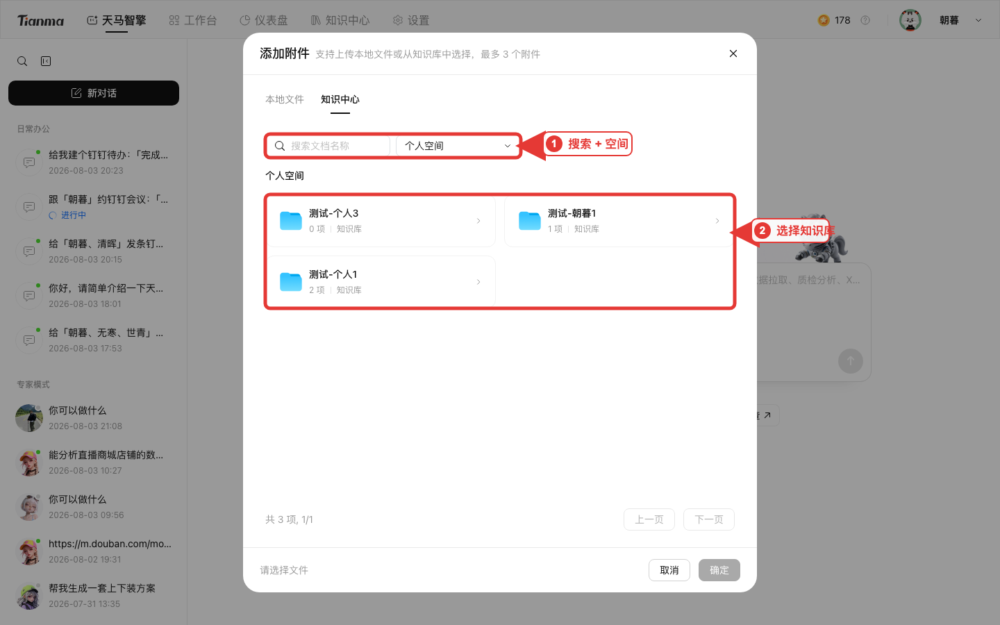 Tianma
天马智擎
工作台
仪表盘
知识中心
设置
178
朝暮
新对话
日常办公
给我建个钉钉待办：「完成...
2026-08-03 20:23
跟「朝暮」约钉钉会议：「...
进行中
给「朝暮、清晖」发条钉...
2026-08-03 20:15
你好，请简单介绍一下天...
2026-08-03 18:01
给「朝暮、无寒、世青」...
2026-08-03 17:53
专家模式
你可以做什么
2026-08-03 21:08
能分析直播商城店铺的数...
2026-08-03 10:27
你可以做什么
2026-08-03 09:56
https://m.douban.com/mo...
2026-08-02 19:31
帮我生成一套上下装方案
2026-07-31 13:35
添加附件 支持上传本地文件或从知识库中选择，最多 3 个附件
本地文件
知识中心
搜索文档名称
个人空间
1 搜索 + 空间
个人空间
测试-个人3
0 项 | 知识库
测试-朝暮1
1 项 | 知识库
2 选择知识库
测试-个人1
2 项 | 知识库
据拉取、质检分析、X...
共 3 项, 1/1
上一页
下一页
请选择文件
取消
确定